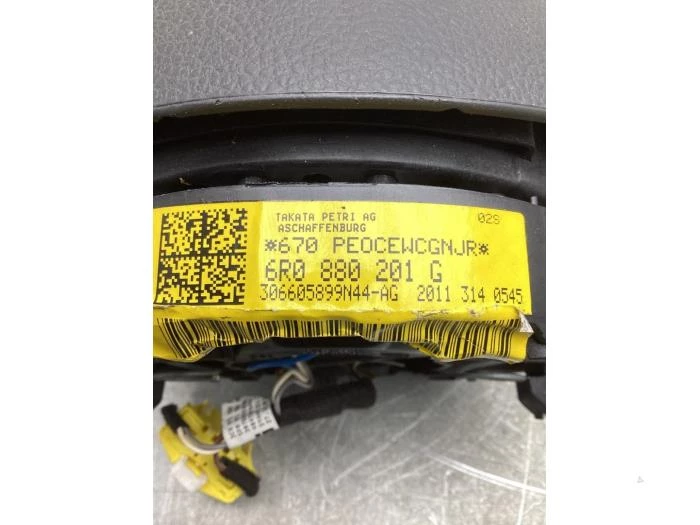 TAKATA PETRI AG 02S
ASCHAFFENBURG
*670 PEOCEWCGNJR*
6R0 880 201 G
306605899N44-AG 2011 314 0545